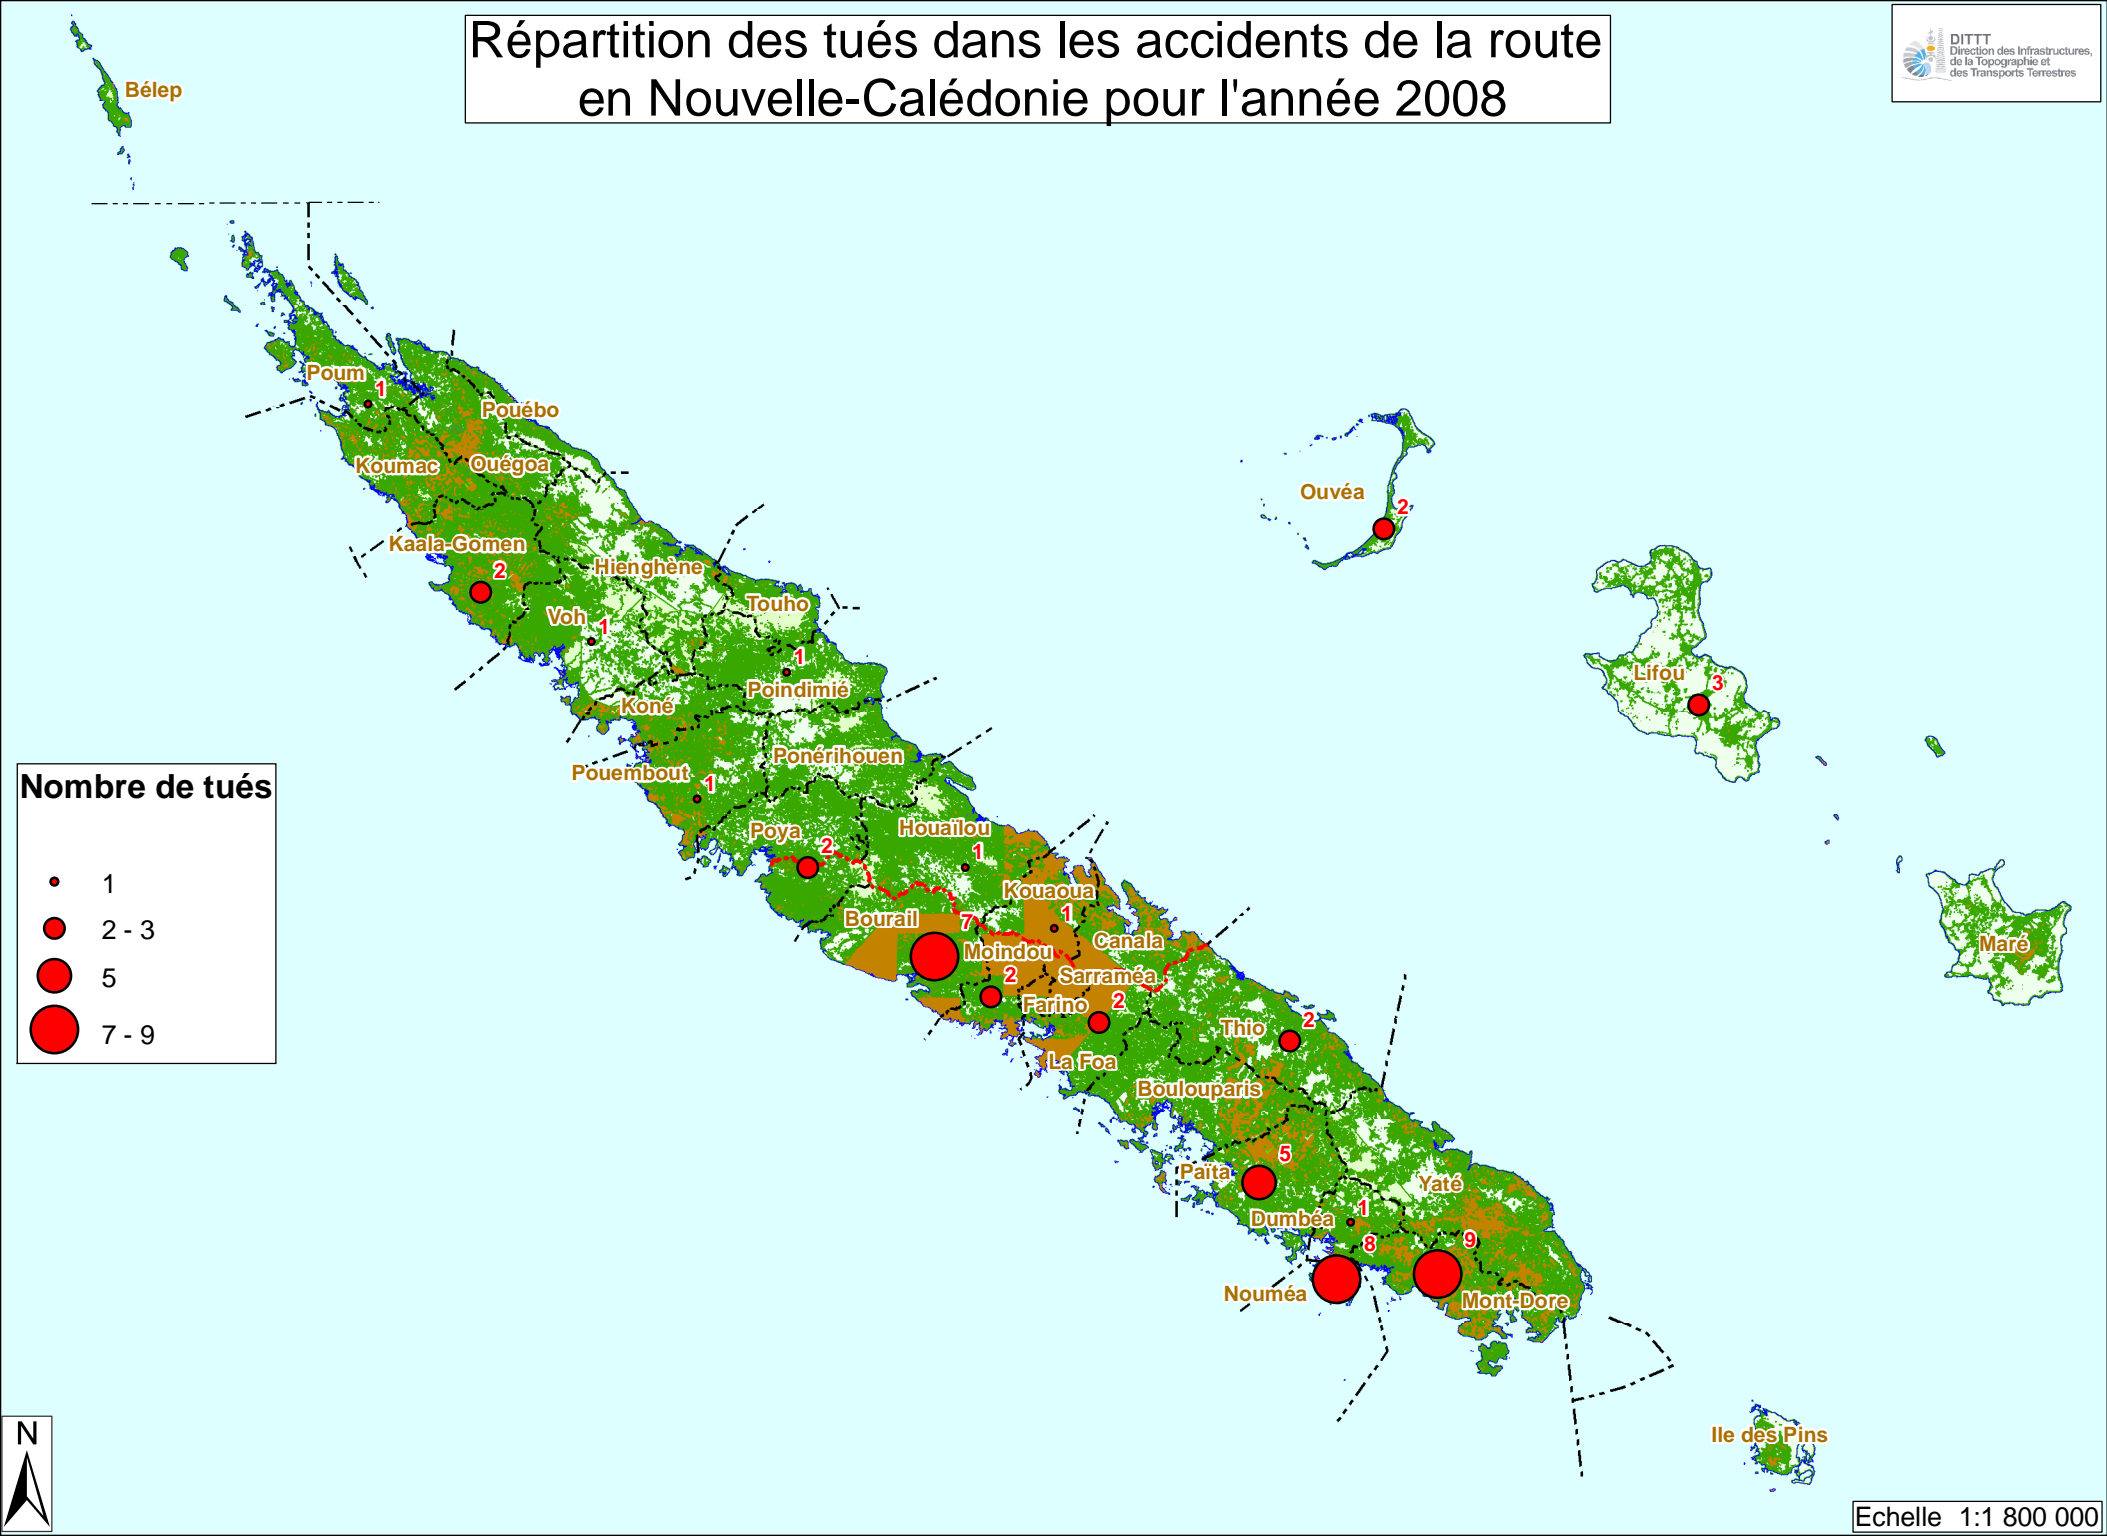 Répartition des tués dans les accidents de la route
en Nouvelle-Calédonie pour l'année 2008
DITTT
Direction des Infrastructures,
de la Topographie et
des Transports Terrestres
Bélep
Poum
1
Pouébo
Koumac
Ouégoa
Ouvéa
2
Kaala-Gomen
2
Hienghène
Touho
Voh
1
1
Poindimié
Koné
Lifou
3
Ponérihouen
Pouembout
1
Nombre de tués
1
2 - 3
5
7 - 9
Poya
2
Houaïlou
1
Kouaoua
1
Bourail
7
Canala
Moindou
2
Sarraméa
2
Farino
Maré
Thio
2
La Foa
Boulouparis
5
Païta
Yaté
Dumbéa
1
8
9
Nouméa
Mont-Dore
Ile des Pins
N
Echelle 1:1 800 000